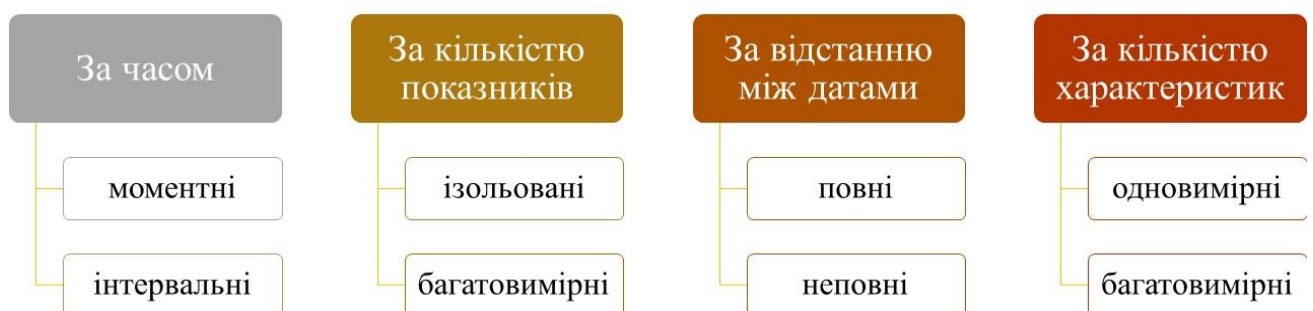 За часом
моментні
інтервальні
За кількістю
показників
ізольовані
багатовимірні
За відстанню
між датами
повні
неповні
За кількістю
характеристик
одновимірні
багатовимірні